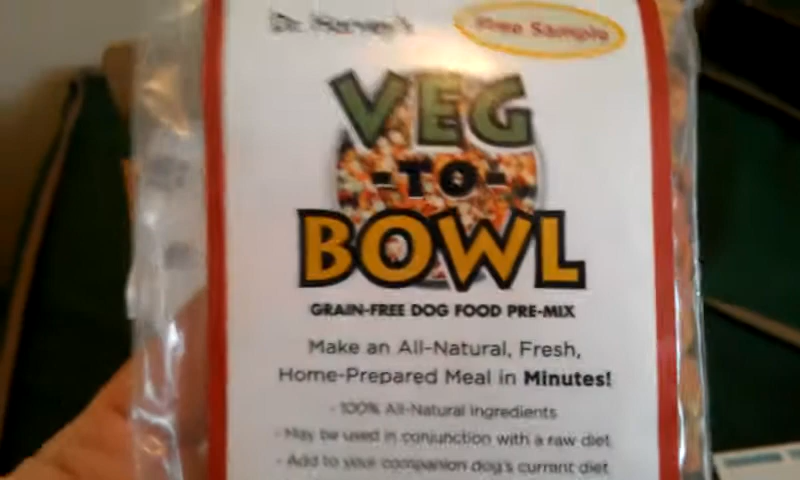 Dr. Harvey's
Free Sample
VEG
-TO-
BOWL
GRAIN-FREE DOG FOOD PRE-MIX
Make an All-Natural, Fresh,
Home-Prepared Meal in Minutes!
- 100% All-Natural Ingredients
- May be used in conjunction with a raw diet
- Add to your companion dog's current diet